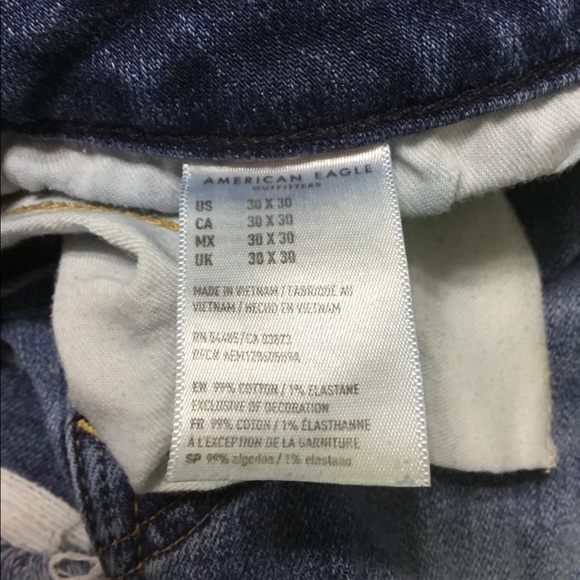 AMERICAN EAGLE
OUTFITTERS
US 30 X 30
CA 30 X 30
MX 30 X 30
UK 30 X 30
MADE IN VIETNAM / FABRIQUÉ AU
VIETNAM / HECHO EN VIETNAM
RN 54485/CA 03873
RFC#
EN 99% COTTON / 1% ELASTANE
EXCLUSIVE OF DECORATION
FR 99% COTON / 1% ÉLASTHANNE
À L'EXCEPTION DE LA GARNITURE
SP 99% algodon / 1% elastano